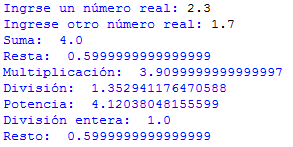 Ingrse un número real: 2.3
Ingrese otro número real: 1.7
Suma:  4.0
Resta:  0.5999999999999999
Multiplicación:  3.9099999999999997
División:  1.352941176470588
Potencia:  4.12038048155599
División entera:  1.0
Resto:  0.5999999999999999